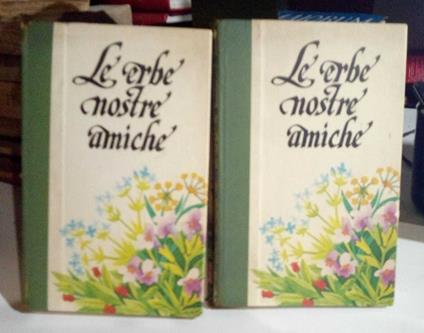 Le erbe
nostre
amiche
Le erbe
nostre
amiche